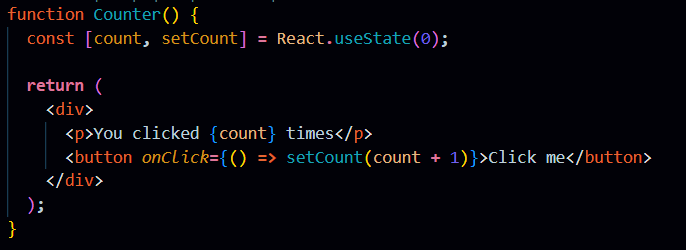 function Counter() {
  const [count, setCount] = React.useState(0);

  return (
    <div>
      <p>You clicked {count} times</p>
      <button onClick={() => setCount(count + 1)}>Click me</button>
    </div>
  );
}